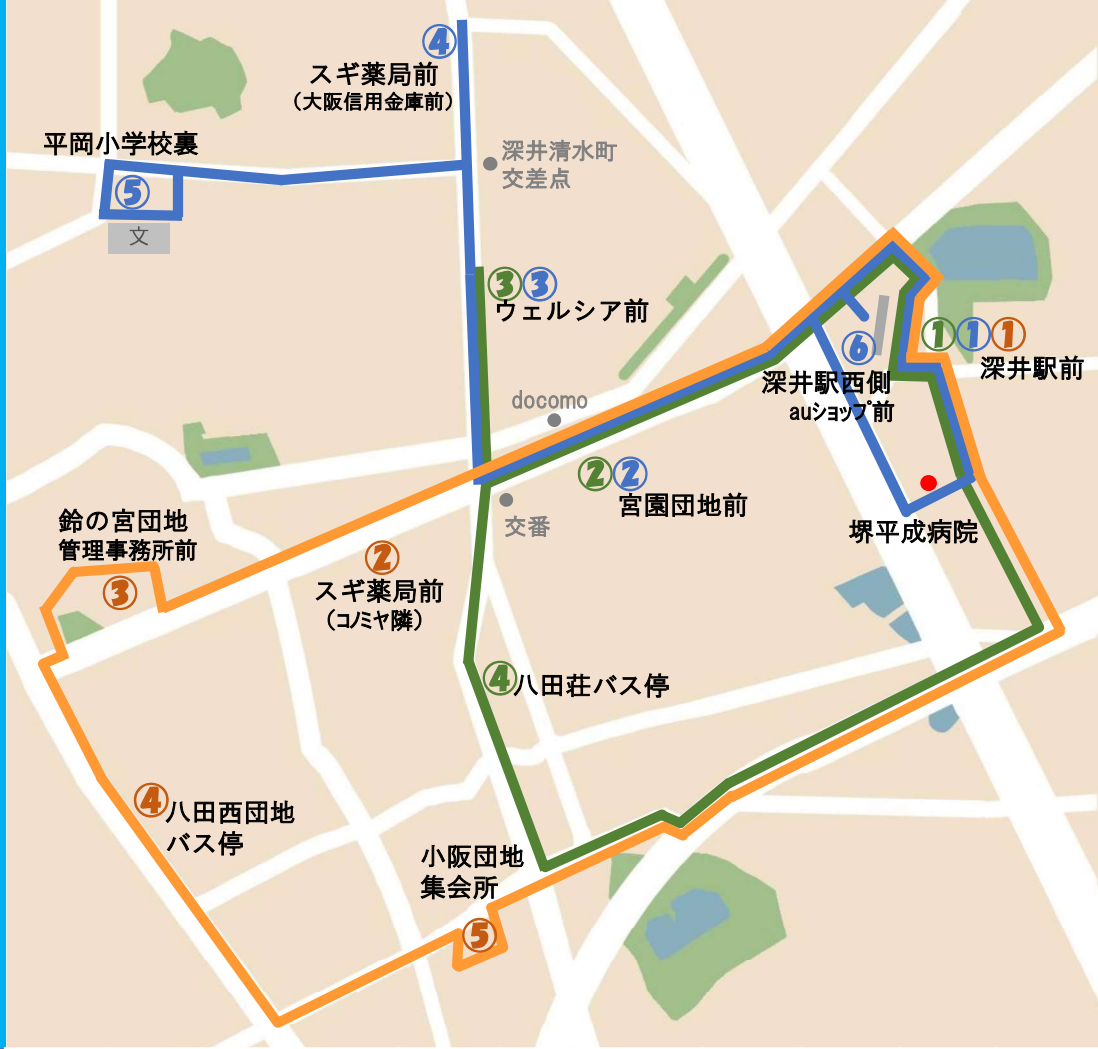 ④
スギ薬局前
（大阪信用金庫前）
平岡小学校裏
⑤
文
深井清水町
交差点
③③
ウェルシア前
①①①
深井駅前
⑥
深井駅西側
auショップ前
docomo
②②
宮園団地前
交番
堺平成病院
鈴の宮団地
管理事務所前
③
②
スギ薬局前
（コノミヤ隣）
④八田荘バス停
④八田西団地
バス停
小阪団地
集会所
⑤